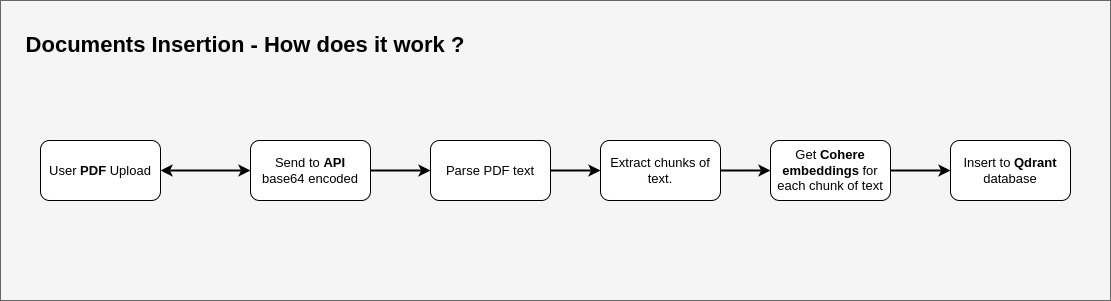 Documents Insertion - How does it work ?
User PDF Upload
Send to API
base64 encoded
Parse PDF text
Extract chunks of
text.
Get Cohere
embeddings for
each chunk of text
Insert to Qdrant
database